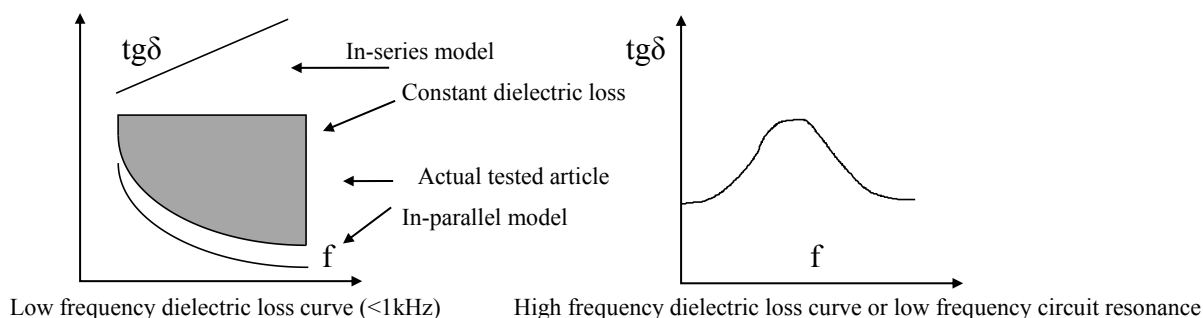 tgδ
In-series model
Constant dielectric loss
Actual tested article
In-parallel model
f
Low frequency dielectric loss curve (<1kHz)
tgδ
f
High frequency dielectric loss curve or low frequency circuit resonance